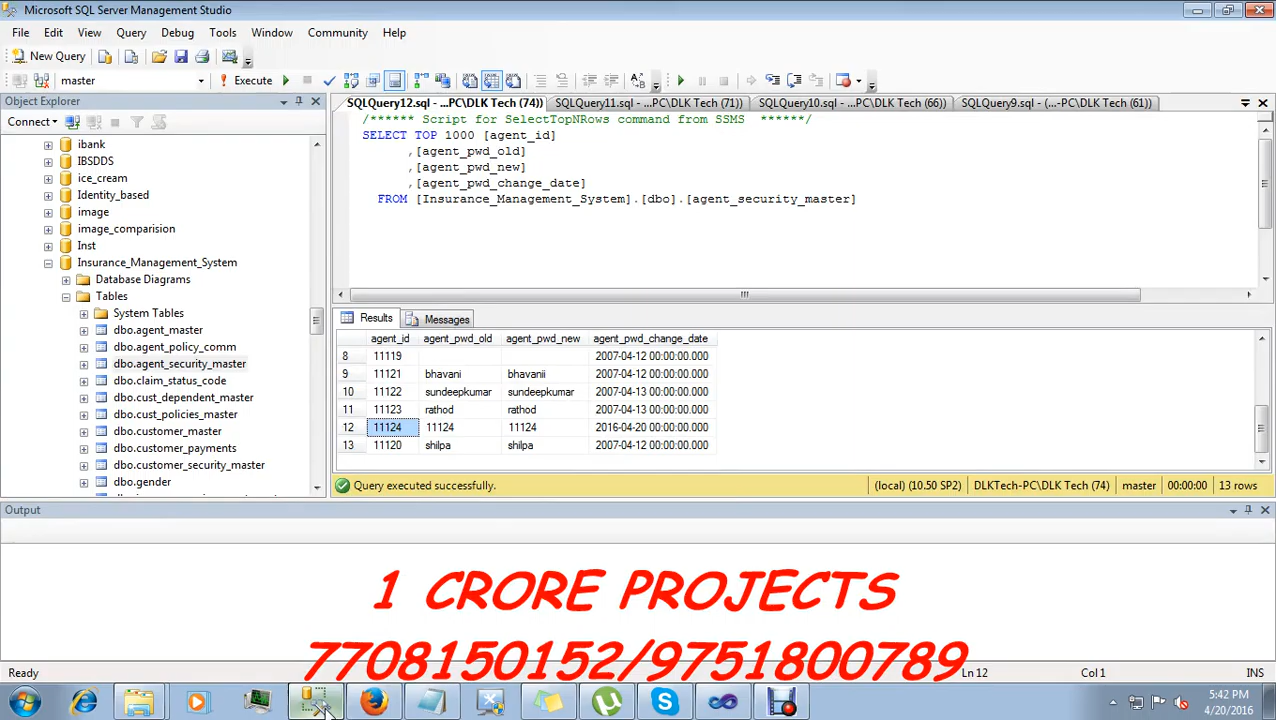 Microsoft SQL Server Management Studio
File Edit View Query Debug Tools Window Community Help
New Query
master Execute
Object Explorer
Connect
ibank
IBSDDS
ice_cream
Identity_based
image
image_comparision
Inst
Insurance_Management_System
Database Diagrams
Tables
System Tables
dbo.agent_master
dbo.agent_policy_comm
dbo.agent_security_master
dbo.claim_status_code
dbo.cust_dependent_master
dbo.cust_policies_master
dbo.customer_master
dbo.customer_payments
dbo.customer_security_master
dbo.gender
SQLQuery12.sql - ...PC\DLK Tech (74)) SQLQuery11.sql - ...PC\DLK Tech (71)) SQLQuery10.sql - ...PC\DLK Tech (66)) SQLQuery9.sql - (...-PC\DLK Tech (61))
/****** Script for SelectTopNRows command from SSMS ******/
SELECT TOP 1000 [agent_id]
,[agent_pwd_old]
,[agent_pwd_new]
,[agent_pwd_change_date]
FROM [Insurance_Management_System].[dbo].[agent_security_master]
Results Messages
agent_id agent_pwd_old agent_pwd_new agent_pwd_change_date
8 11119 2007-04-12 00:00:00.000
9 11121 bhavani bhavanii 2007-04-12 00:00:00.000
10 11122 sundeepkumar sundeepkumar 2007-04-13 00:00:00.000
11 11123 rathod rathod 2007-04-13 00:00:00.000
12 11124 11124 11124 2016-04-20 00:00:00.000
13 11120 shilpa shilpa 2007-04-12 00:00:00.000
Query executed successfully. (local) (10.50 SP2) DLKTech-PC\DLK Tech (74) master 00:00:00 13 rows
Output
1 CRORE PROJECTS
7708150152/9751800789
Ready Ln 12 Col 1 INS
5:42 PM
4/20/2016